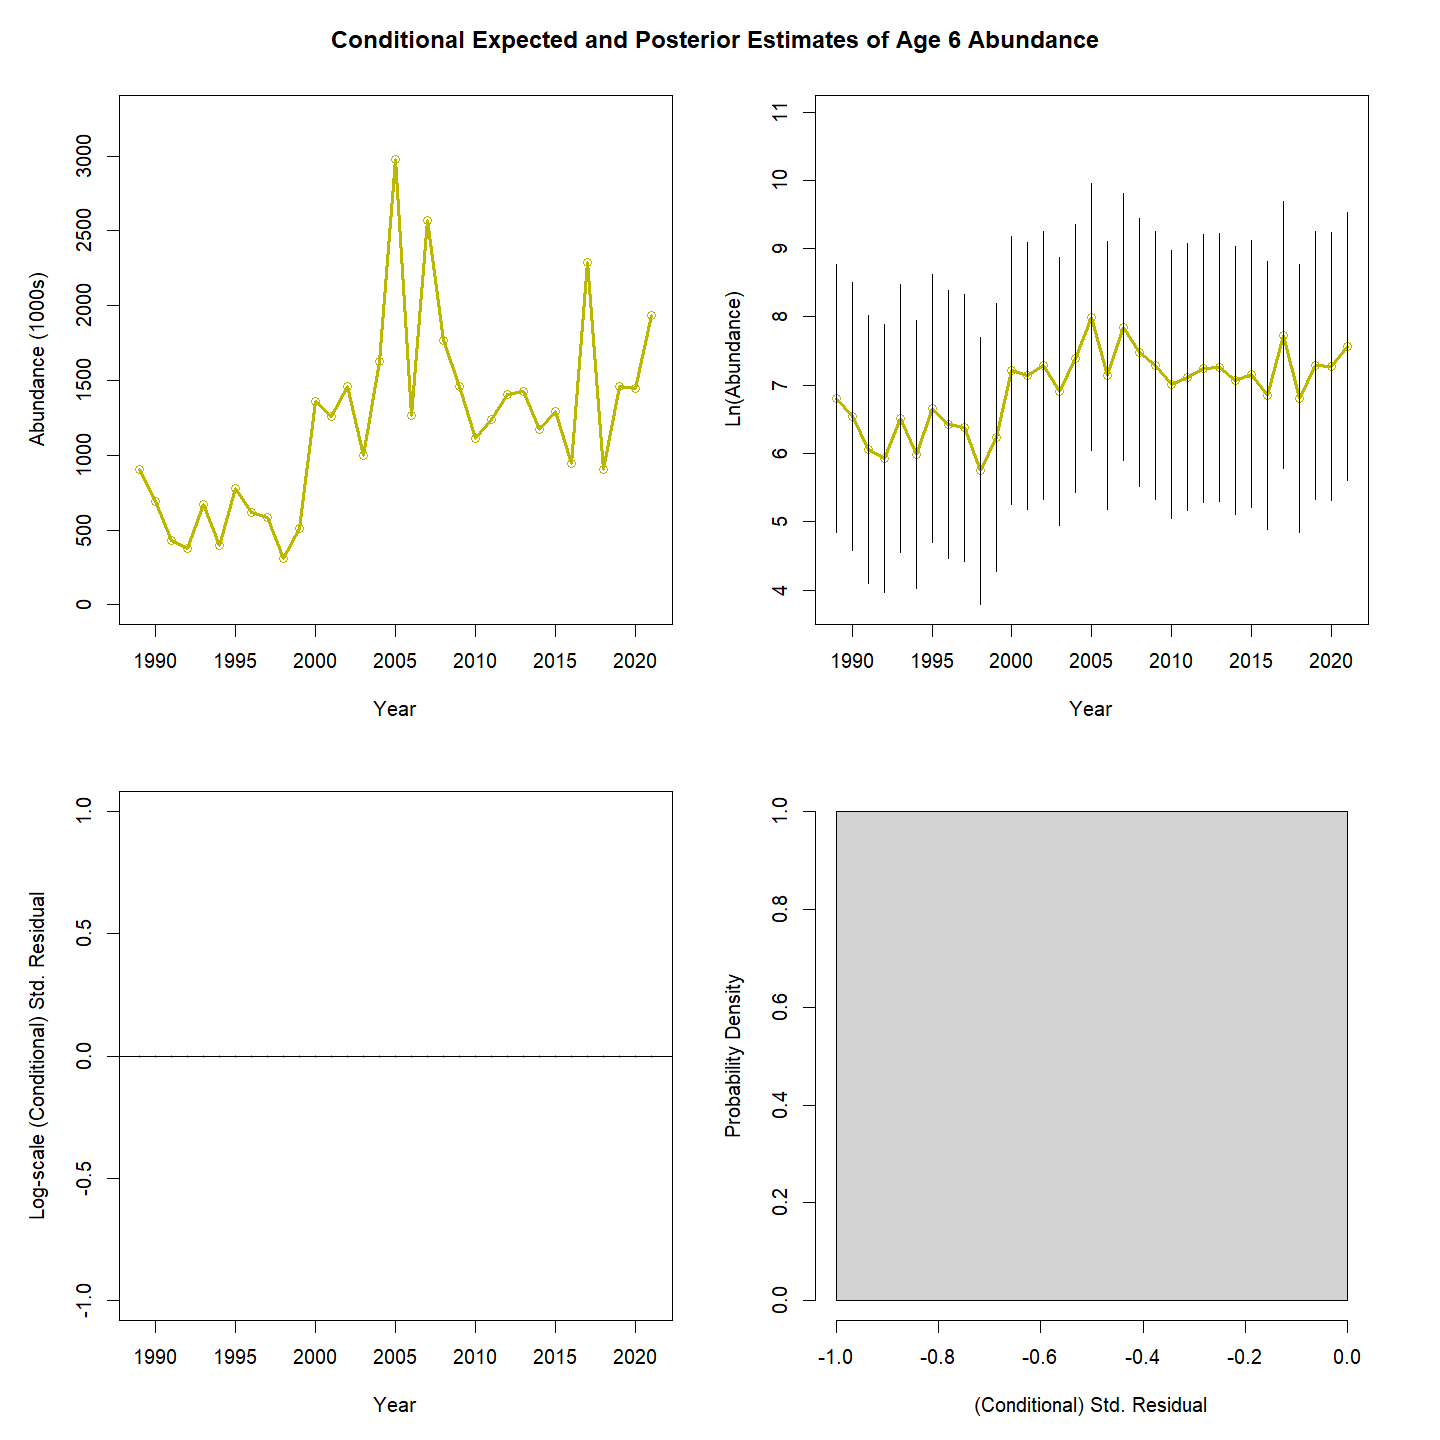 Conditional Expected and Posterior Estimates of Age 6 Abundance
Abundance (1000s)
3000
2500
2000
1500
1000
500
0
1990 1995 2000 2005 2010 2015 2020
Year
Ln(Abundance)
11
10
9
8
7
6
5
4
1990 1995 2000 2005 2010 2015 2020
Year
Log-scale (Conditional) Std. Residual
1.0
0.5
0.0
-0.5
-1.0
1990 1995 2000 2005 2010 2015 2020
Year
Probability Density
1.0
0.8
0.6
0.4
0.2
0.0
-1.0 -0.8 -0.6 -0.4 -0.2 0.0
(Conditional) Std. Residual